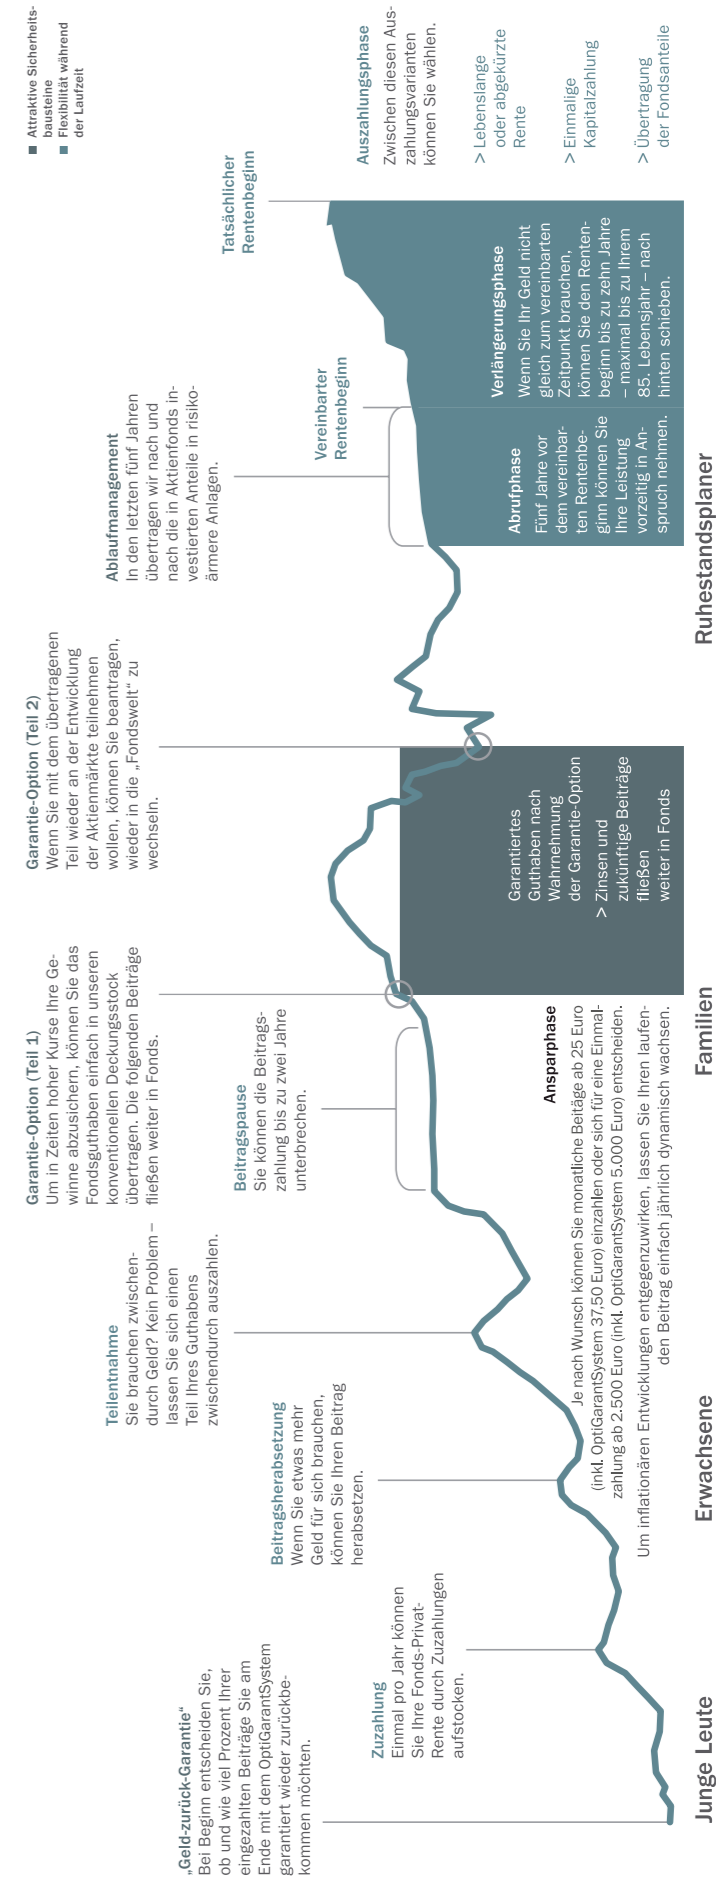 Attraktive Sicherheits-
bausteine
Flexibilität während
der Laufzeit
„Geld-zurück-Garantie“
Bei Beginn entscheiden Sie,
ob und wie viel Prozent Ihrer
eingezahlten Beiträge Sie am
Ende mit dem OptiGarantSystem
garantiert wieder zurückbe-
kommen möchten.
Zuzahlung
Einmal pro Jahr können
Sie Ihre Fonds-Privat-
Rente durch Zuzahlungen
aufstocken.
Beitragsherabsetzung
Wenn Sie etwas mehr
Geld für sich brauchen,
können Sie Ihren Beitrag
herabsetzen.
Teilentnahme
Sie brauchen zwischen-
durch Geld? Kein Problem –
lassen Sie sich einen
Teil Ihres Guthabens
zwischendurch auszahlen.
Beitragspause
Sie können die Beitrags-
zahlung bis zu zwei Jahre
unterbrechen.
Garantie-Option (Teil 1)
Um in Zeiten hoher Kurse Ihre Ge-
winne abzusichern, können Sie das
Fondsguthaben einfach in unseren
konventionellen Deckungsstock
übertragen. Die folgenden Beiträge
fließen weiter in Fonds.
Garantie-Option (Teil 2)
Wenn Sie mit dem übertragenen
Teil wieder an der Entwicklung
der Aktienmärkte teilnehmen
wollen, können Sie beantragen,
wieder in die „Fondswelt“ zu
wechseln.
Ablaufmanagement
In den letzten fünf Jahren
übertragen wir nach und
nach die in Aktienfonds in-
vestierten Anteile in risiko-
ärmere Anlagen.
Vereinbarter
Rentenbeginn
Tatsächlicher
Rentenbeginn
Auszahlungsphase
Zwischen diesen Aus-
zahlungsvarianten
können Sie wählen.
> Lebenslange
oder abgekürzte
Rente
> Einmalige
Kapitalzahlung
> Übertragung
der Fondsanteile
Ansparphase
Je nach Wunsch können Sie monatliche Beitäge ab 25 Euro
(inkl. OptiGarantSystem 37,50 Euro) einzahlen oder sich für eine Einmal-
zahlung ab 2.500 Euro (inkl. OptiGarantSystem 5.000 Euro) entscheiden.
Um inflationären Entwicklungen entgegenzuwirken, lassen Sie Ihren laufen-
den Beitrag einfach jährlich dynamisch wachsen.
Garantiertes
Guthaben nach
Wahrnehmung
der Garantie-Option
> Zinsen und
zukünftige Beiträge
fließen
weiter in Fonds
Abrufphase
Fünf Jahre vor
dem vereinbar-
ten Rentenbe-
ginn können Sie
Ihre Leistung
vorzeitig in An-
spruch nehmen.
Verlängerungsphase
Wenn Sie Ihr Geld nicht
gleich zum vereinbarten
Zeitpunkt brauchen,
können Sie den Renten-
beginn bis zu zehn Jahre
– maximal bis zu Ihrem
85. Lebensjahr – nach
hinten schieben.
Junge Leute
Erwachsene
Familien
Ruhestandsplaner